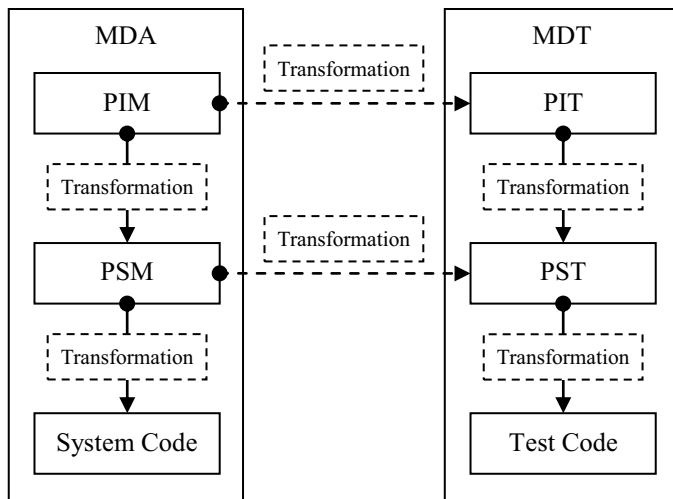 MDA
MDT
Transformation
PIM
PIT
Transformation
Transformation
Transformation
PSM
PST
Transformation
Transformation
System Code
Test Code